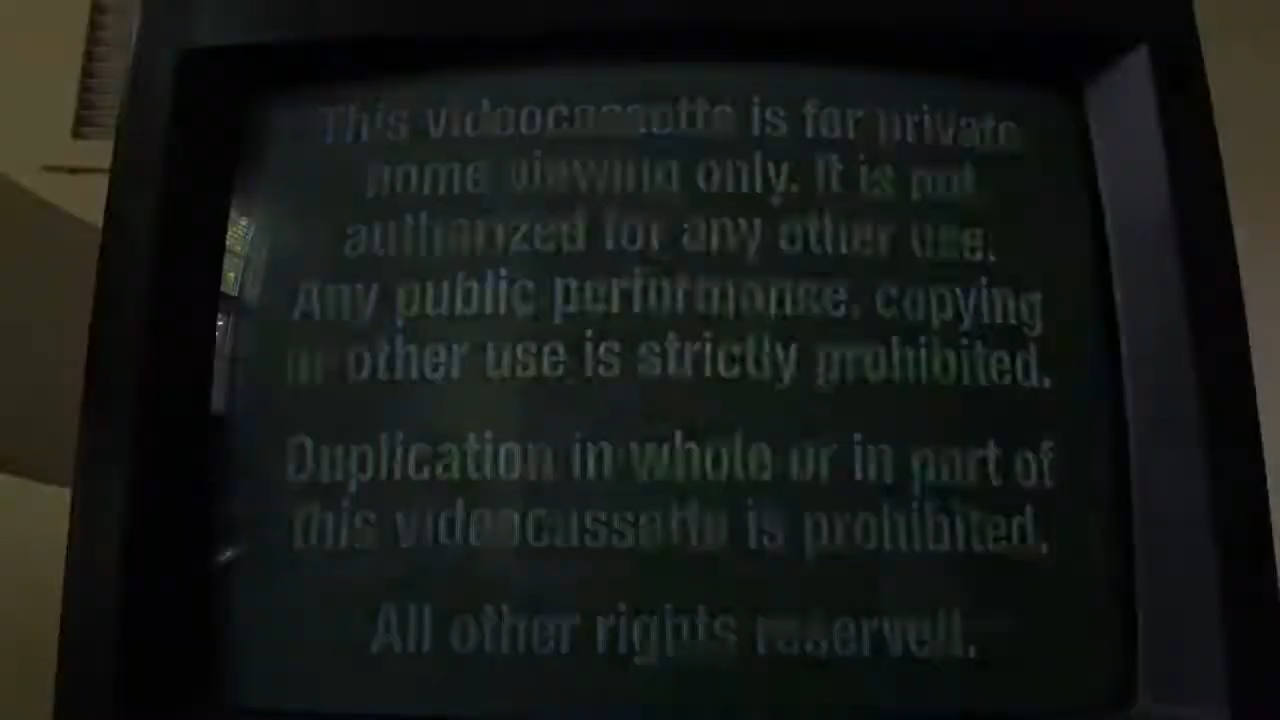 This videocassette is for private
home viewing only. It is not
authorized for any other use.
Any public performance, copying
or other use is strictly prohibited.
Duplication in whole or in part of
this videocassette is prohibited.
All other rights reserved.